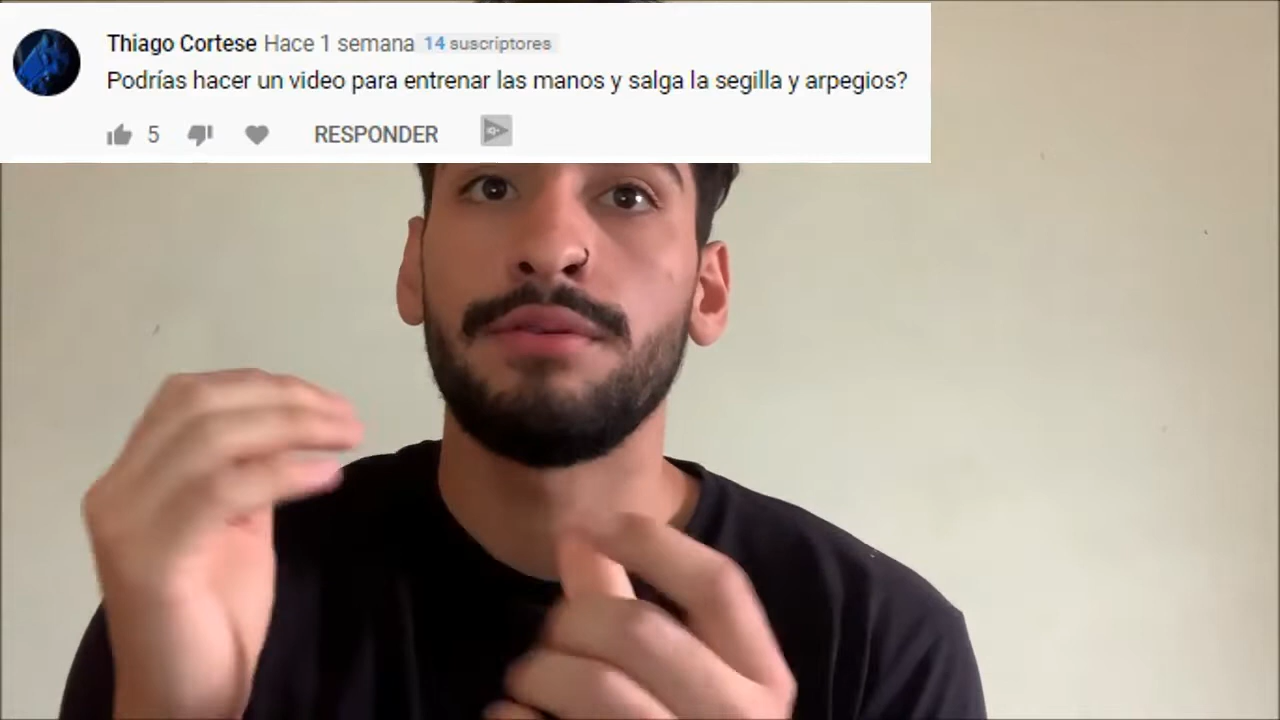 Thiago Cortese Hace 1 semana 14 suscriptores
Podrías hacer un video para entrenar las manos y salga la segilla y arpegios?
5 RESPONDER